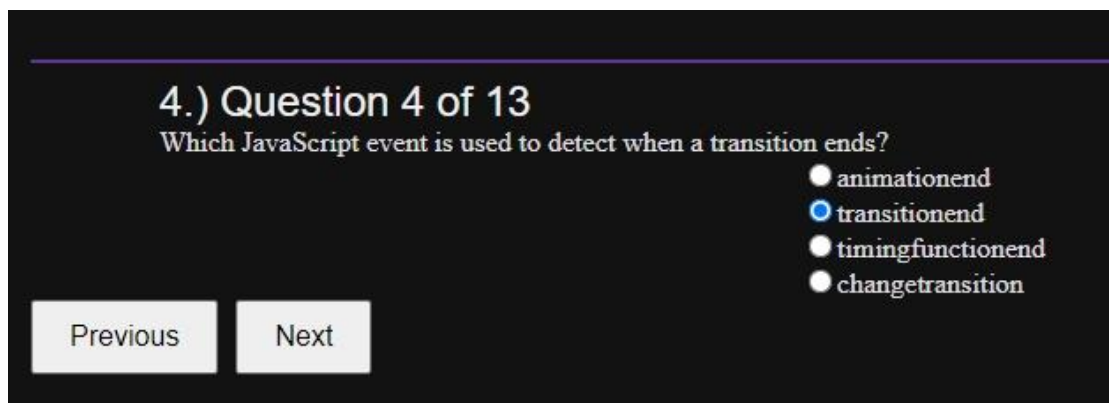 4.) Question 4 of 13
Which JavaScript event is used to detect when a transition ends?
animationend
transitionend
timingfunctionend
changetransition
Previous
Next